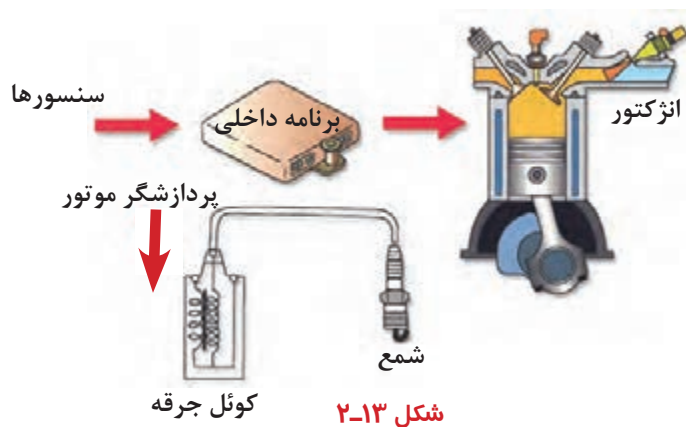 سنسورها
برنامه داخلی
انژکتور
پردازشگر موتور
شمع
کوئل جرقه
شکل ۱۳ـ۲